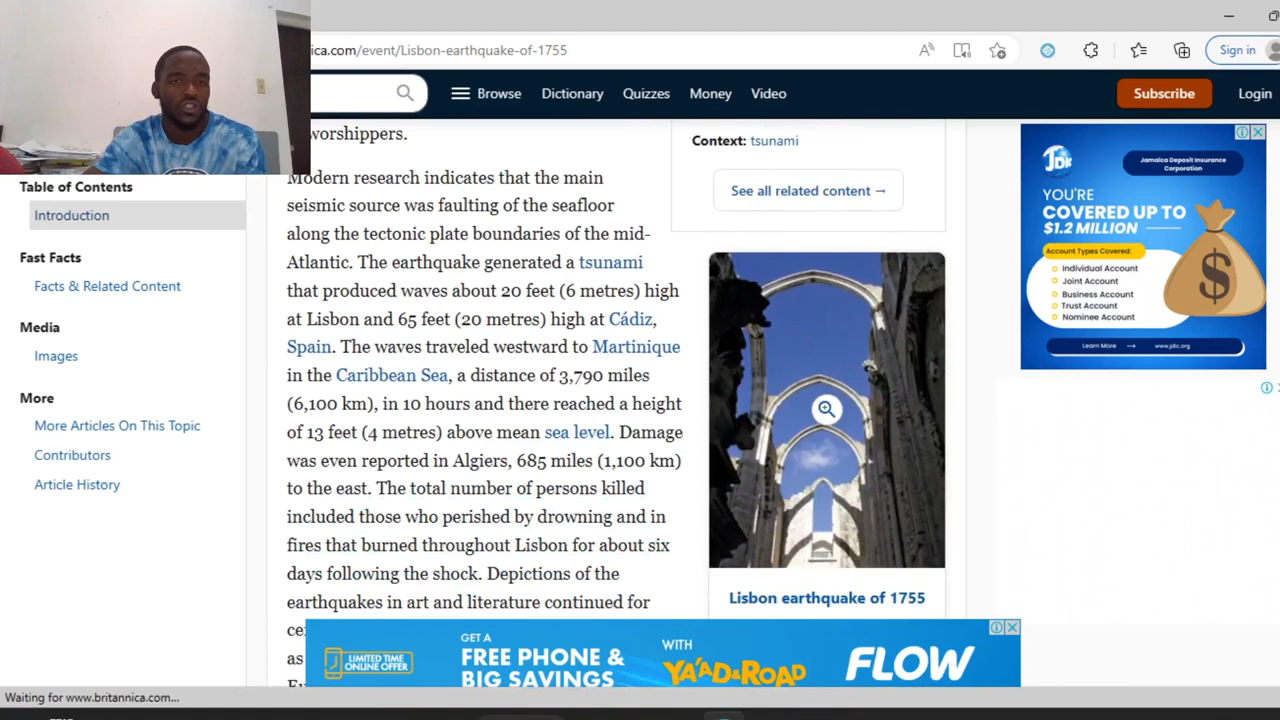 ica.com/event/Lisbon-earthquake-of-1755
Sign in
Browse
Dictionary
Quizzes
Money
Video
Subscribe
Login
Table of Contents
Introduction
Fast Facts
Facts & Related Content
Media
Images
More
More Articles On This Topic
Contributors
Article History
worshippers.
Modern research indicates that the main
seismic source was faulting of the seafloor
along the tectonic plate boundaries of the mid-
Atlantic. The earthquake generated a tsunami
that produced waves about 20 feet (6 metres) high
at Lisbon and 65 feet (20 metres) high at Cádiz,
Spain. The waves traveled westward to Martinique
in the Caribbean Sea, a distance of 3,790 miles
(6,100 km), in 10 hours and there reached a height
of 13 feet (4 metres) above mean sea level. Damage
was even reported in Algiers, 685 miles (1,100 km)
to the east. The total number of persons killed
included those who perished by drowning and in
fires that burned throughout Lisbon for about six
days following the shock. Depictions of the
earthquakes in art and literature continued for
as
Context: tsunami
See all related content →
Lisbon earthquake of 1755
Jamaica Deposit Insurance
Corporation
YOU'RE
COVERED UP TO
$1.2 MILLION
Account Types Covered:
Individual Account
Joint Account
Business Account
Trust Account
Nominee Account
Learn More → www.jdic.org
LIMITED TIME
ONLINE OFFER
GET A
FREE PHONE &
BIG SAVINGS
WITH
YA'AD & ROAD
FLOW
Waiting for www.britannica.com...